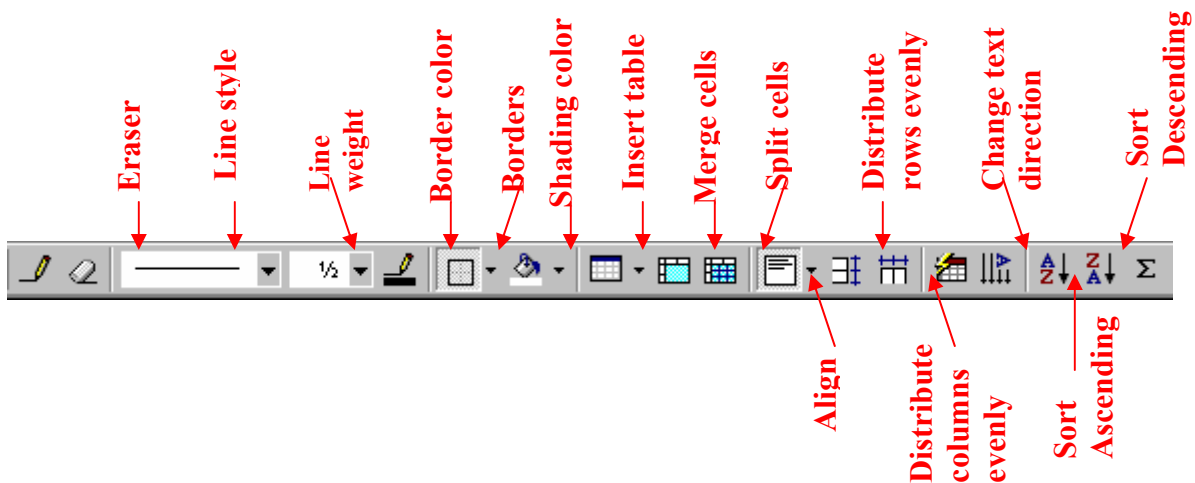 Eraser
Line style
Line
weight
Border color
Borders
Shading color
Insert table
Merge cells
Split cells
Distribute
rows evenly
Change text
direction
Sort
Descending
½
A
Z
Z
A
Σ
Align
Distribute
columns
evenly
Sort
Ascending